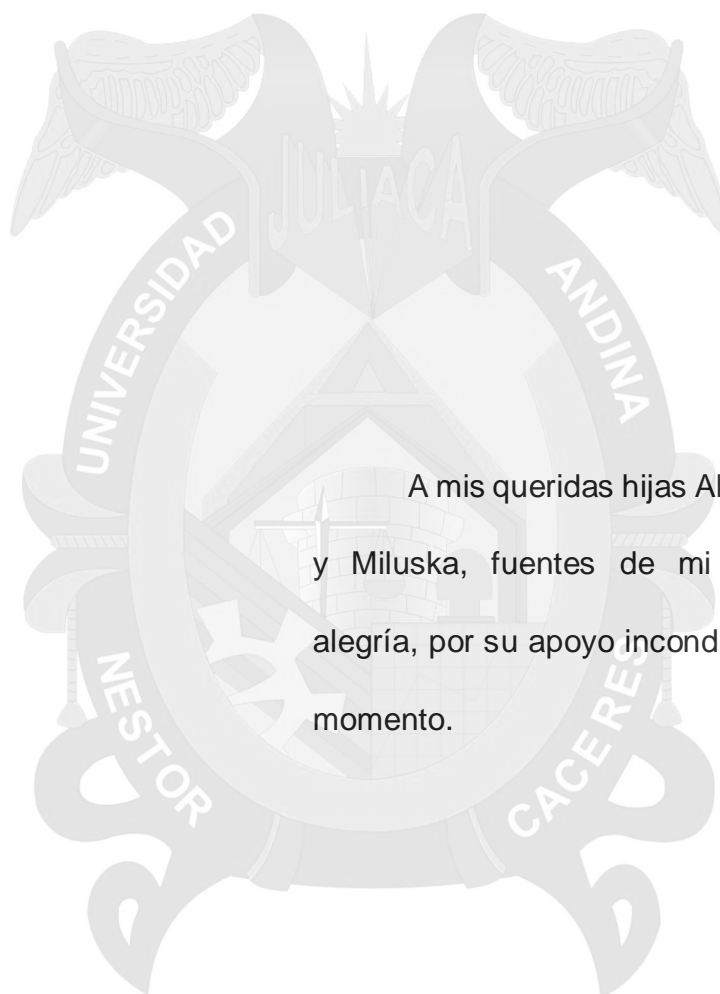 JULIACA
UNIVERSIDAD
ANDINA
A mis queridas hijas
y Miluska, fuentes de mi
alegría, por su apoyo
momento.
NESTOR
CACERES